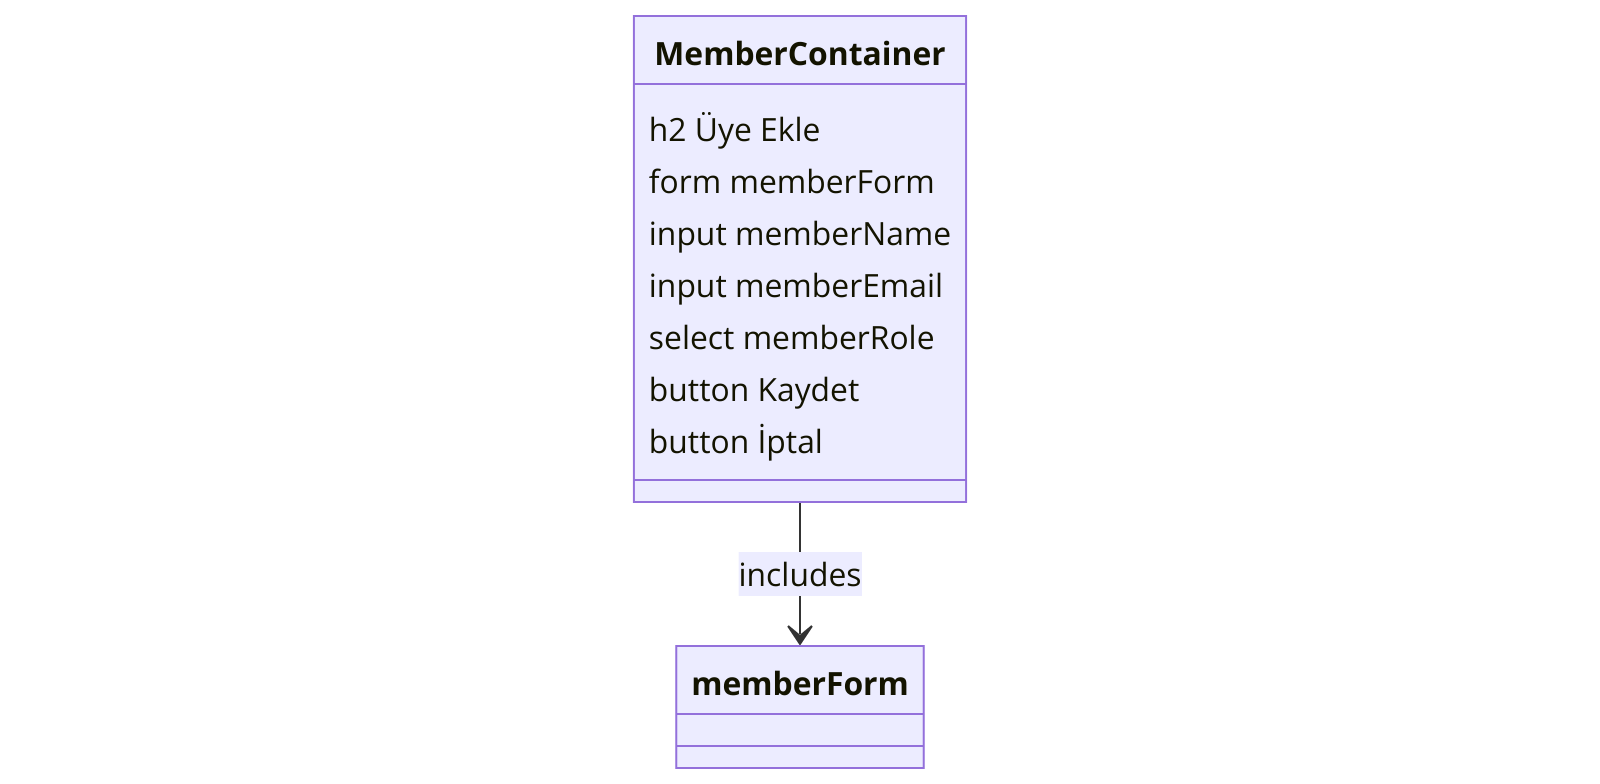 MemberContainer
h2 Üye Ekle
form memberForm
input memberName
input memberEmail
select memberRole
button Kaydet
button İptal
includes
memberForm